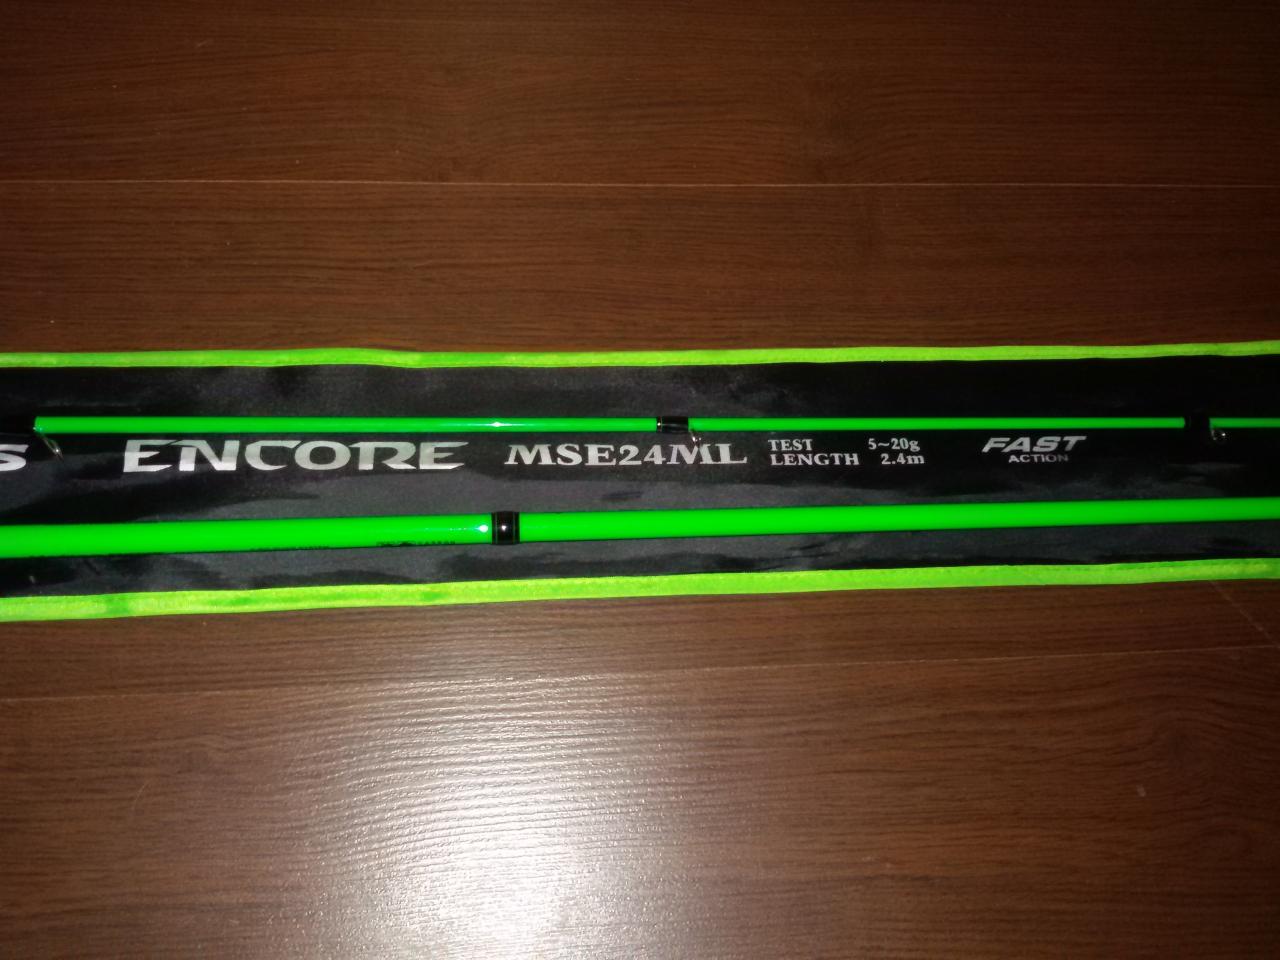 S ENCORE MSE24ML TEST 5~20g FAST
LENGTH 2.4m ACTION